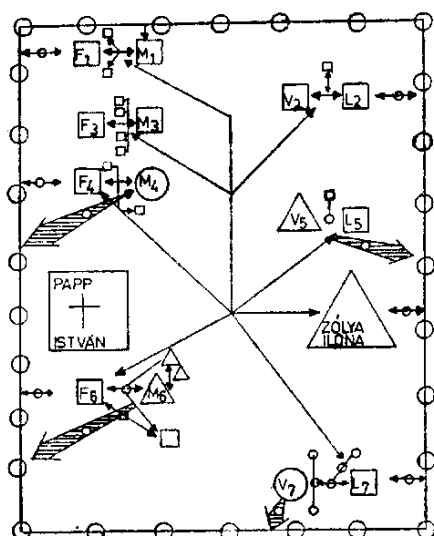 F₁ M₁
V₂ L₂
F₃ M₃
F₄ M₄
V₅ L₅
PAPP
ISTVÁN
ZÓLYA
ILONA
F₆ M₆
V₇ L₇